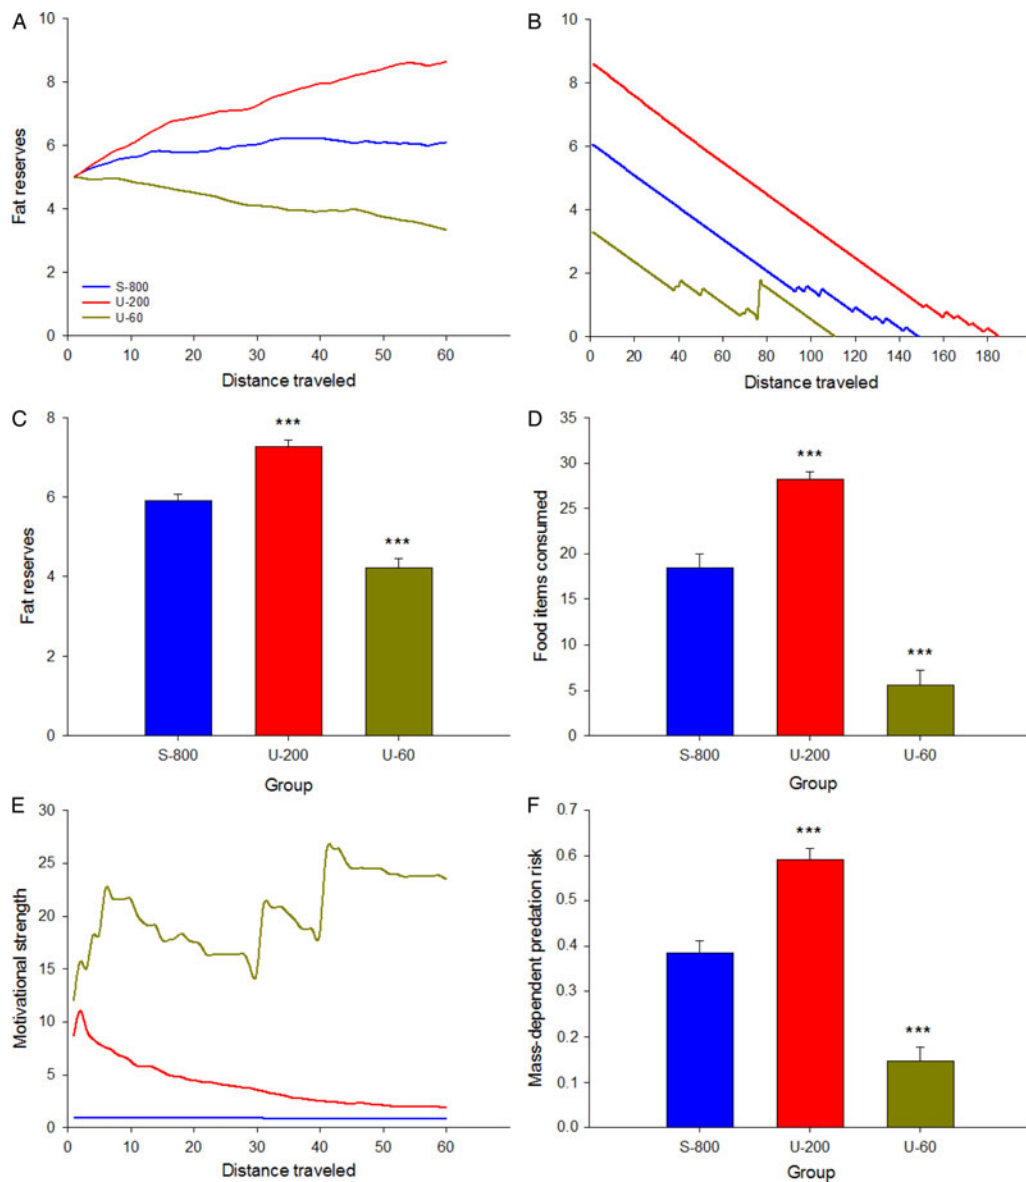 A
10
8
6
4
2
0
Fat reserves
S-800
U-200
U-60
0 10 20 30 40 50 60
Distance traveled
B
10
8
6
4
2
0
0 20 40 60 80 100 120 140 160 180
Distance traveled
C
8
6
4
2
0
Fat reserves
***
***
S-800 U-200 U-60
Group
D
35
30
25
20
15
10
5
0
Food items consumed
***
***
S-800 U-200 U-60
E
30
25
20
15
10
5
0
Motivational strength
0 10 20 30 40 50 60
Distance traveled
F
0.7
0.6
0.5
0.4
0.3
0.2
0.1
0.0
Mass-dependent predation risk
***
***
S-800 U-200 U-60
Group